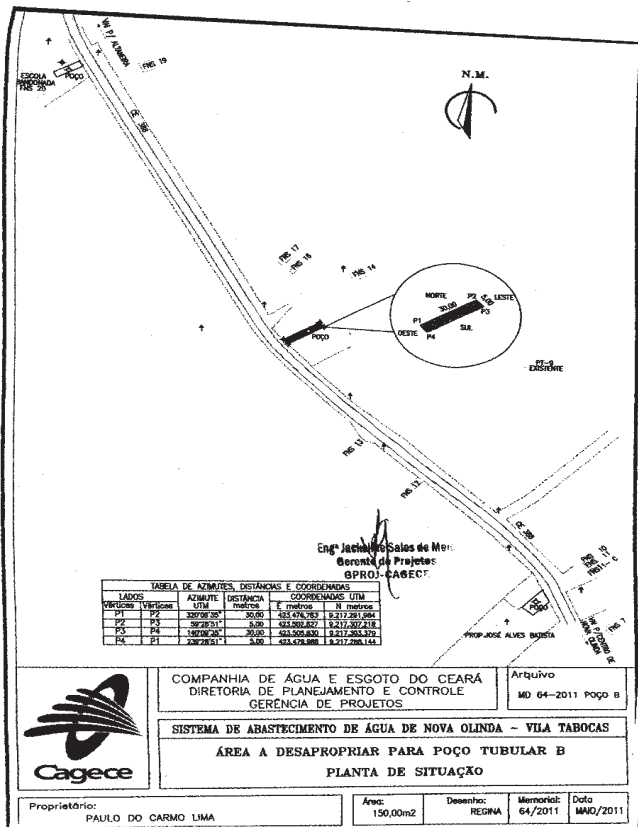 VAI P/ ALTANEIRA
FNS 19
ESCOLA
FNS 20
POÇO
N.M.
CE 388
FNS 17
FNS 16
FNS 14
NORTE
P2
5,00
LESTE
30,00
P3
P1
SUL
OESTE
P4
POÇO
PT-9
EXISTENTE
FNS 13
FNS 12
CE 388
Gerente de Projetos
GPROJ-CAGECE
FNS 10
POÇO
FNS 7
PROP.JOSÉ ALVES BATISTA
TABELA DE AZIMUTES, DISTÂNCIAS E COORDENADAS
LADOS AZIMUTE DISTÂNCIA COORDENADAS UTM
Vértices Vértices UTM metros E metros N metros
P1 P2 30,00
P2 P3 5,00
P3 P4 30,00
P4 P1 5,00
COMPANHIA DE ÁGUA E ESGOTO DO CEARÁ
DIRETORIA DE PLANEJAMENTO E CONTROLE
GERÊNCIA DE PROJETOS
Arquivo
MD 64-2011 POÇO B
Cagece
SISTEMA DE ABASTECIMENTO DE ÁGUA DE NOVA OLINDA - VILA TABOCAS
ÁREA A DESAPROPRIAR PARA POÇO TUBULAR B
PLANTA DE SITUAÇÃO
Proprietário:
PAULO DO CARMO LIMA
Área:
150,00m2
Desenho:
REGINA
Memorial:
64/2011
Data
MAIO/2011